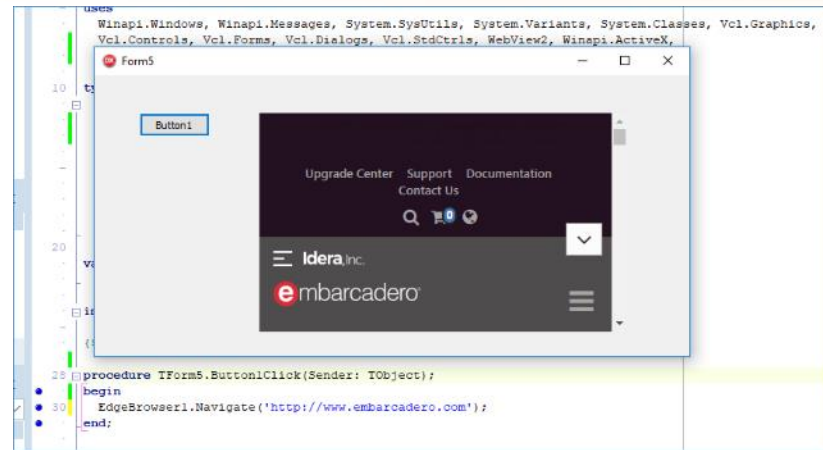 uses
Winapi.Windows, Winapi.Messages, System.SysUtils, System.Variants, System.Classes, Vcl.Graphics,
Vcl.Controls, Vcl.Forms, Vcl.Dialogs, Vcl.StdCtrls, WebView2, Winapi.ActiveX,
Form5
10
Button1
Upgrade Center Support Documentation
Contact Us
0
20
Idera, Inc.
embarcadero
28 procedure TForm5.Button1Click(Sender: TObject);
begin
30 EdgeBrowser1.Navigate('http://www.embarcadero.com');
end;